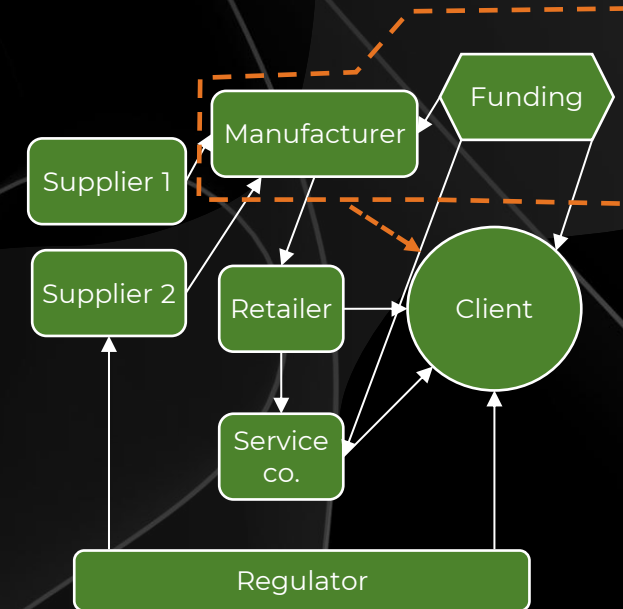 Funding
Manufacturer
Supplier 1
Supplier 2
Retailer
Client
Service
co.
Regulator